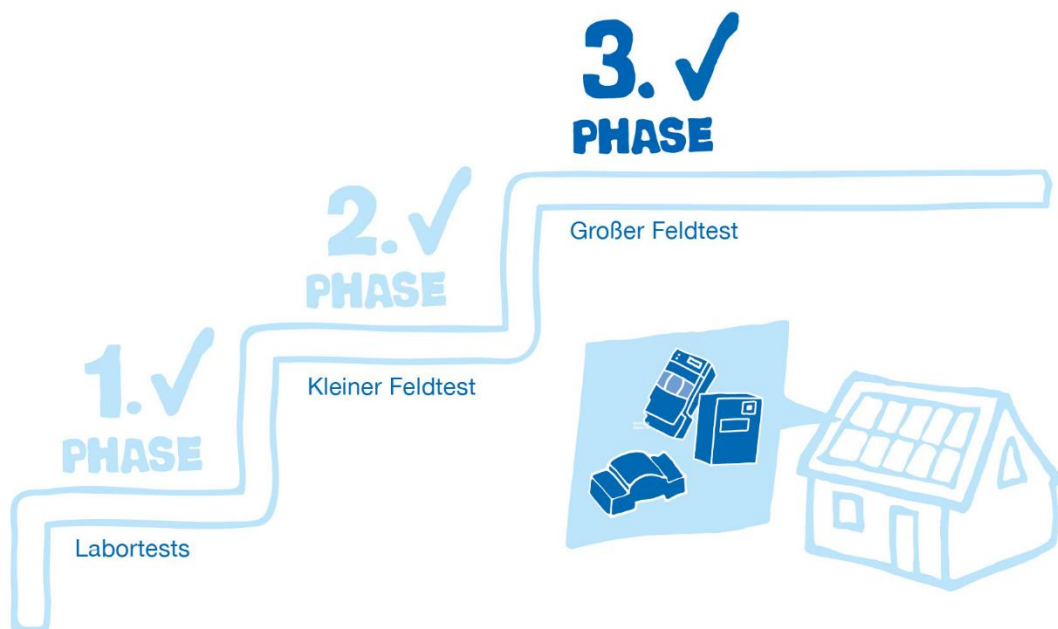 3. ✓
PHASE
Großer Feldtest
2. ✓
PHASE
Kleiner Feldtest
1. ✓
PHASE
Labortests